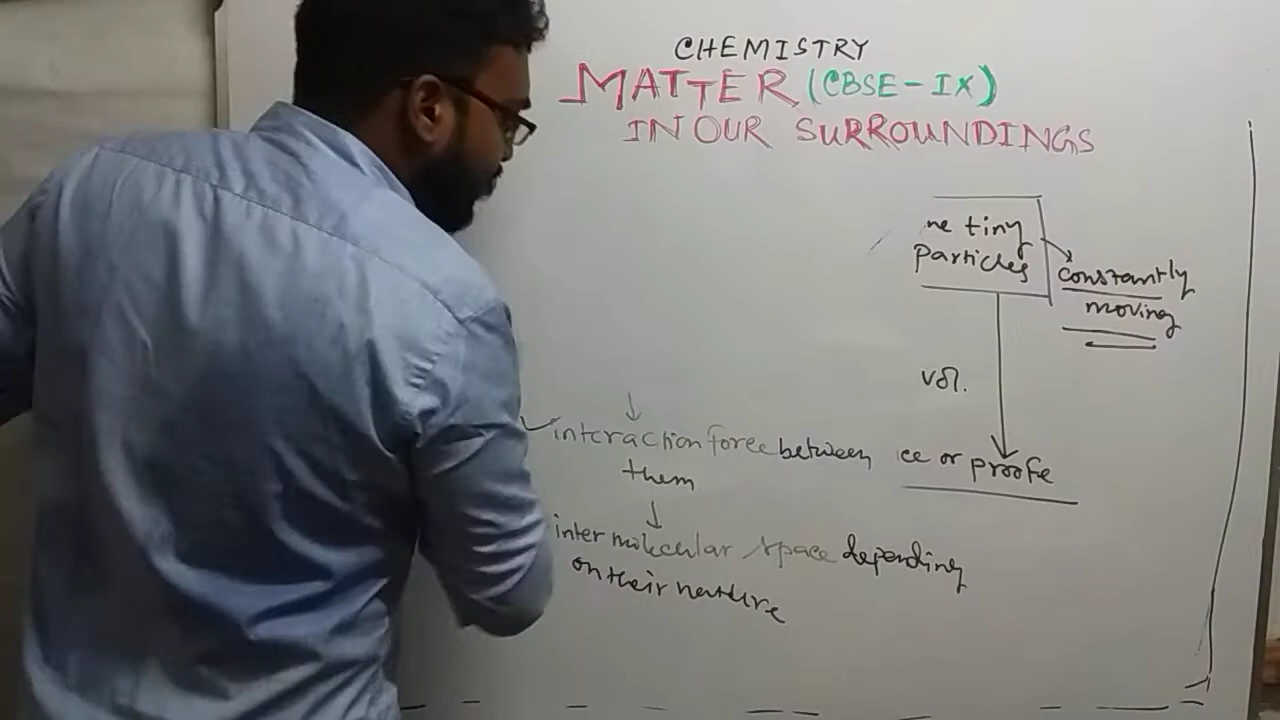 CHEMISTRY
MATTER (CBSE-IX)
IN OUR SURROUNDINGS
ne tiny
particles
constantly
moving
vol.
interaction force between
them
ce or proofe
inter molecular space depending
on their nature